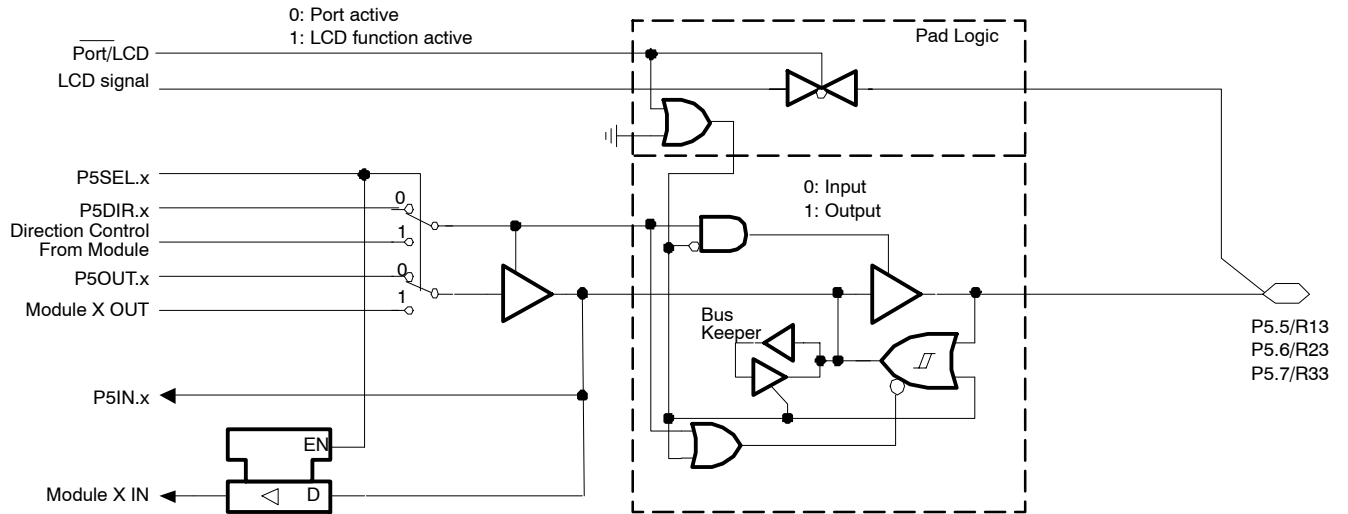 0: Port active
1: LCD function active
Port/LCD
LCD signal
Pad Logic
P5SEL.x
P5DIR.x
0
Direction Control
From Module
1
P5OUT.x
0
Module X OUT
1
0: Input
1: Output
Bus
Keeper
P5.5/R13
P5.6/R23
P5.7/R33
P5IN.x
EN
Module X IN
D